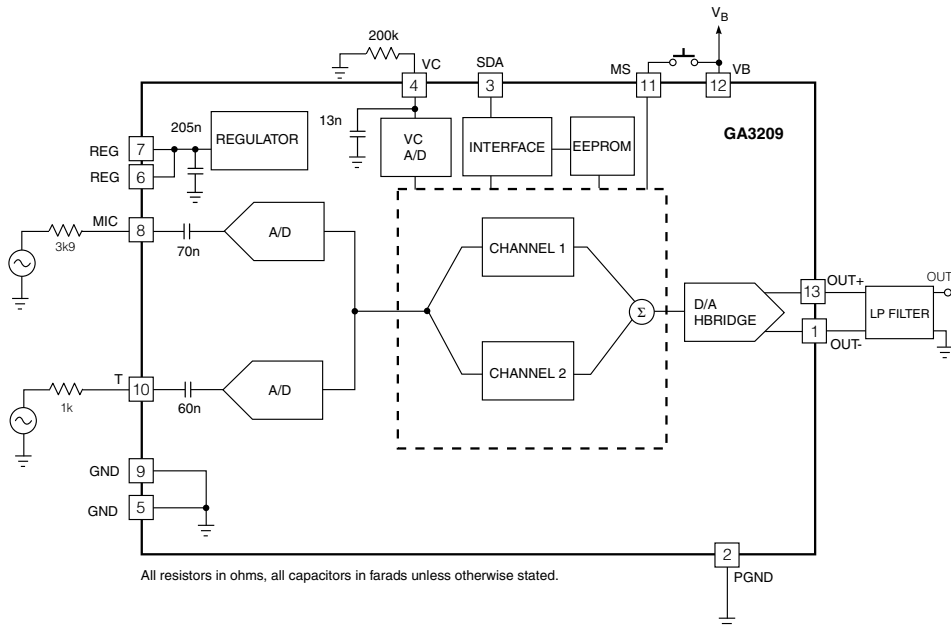 V_B
200k
VC
SDA
MS
VB
4
3
11
12
13n
GA3209
205n
REGULATOR
VC
A/D
INTERFACE
EEPROM
REG
7
REG
6
MIC
8
3k9
70n
A/D
CHANNEL 1
Σ
D/A
HBRIDGE
13
OUT+
OUT
LP FILTER
1
OUT-
CHANNEL 2
T
10
1k
60n
A/D
GND
9
GND
5
2
PGND
All resistors in ohms, all capacitors in farads unless otherwise stated.